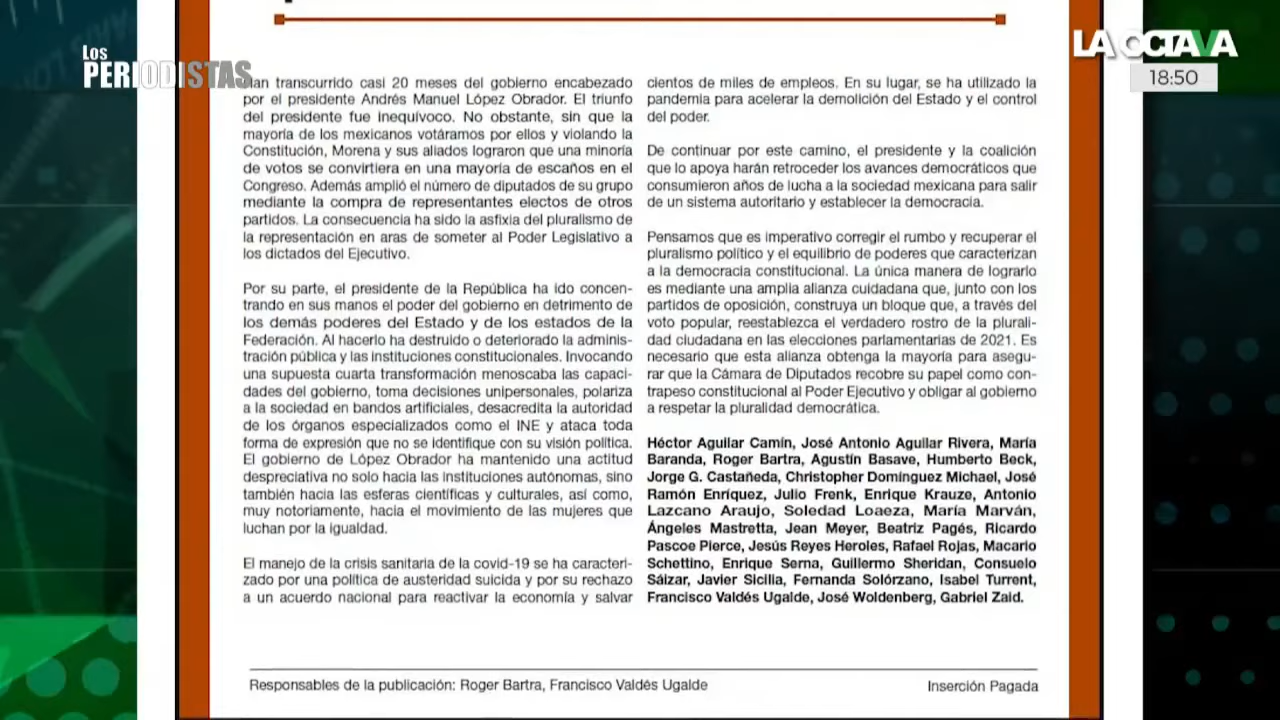 Los
PERIODISTAS
LA OCTAVA
18:50
Han transcurrido casi 20 meses del gobierno encabezado
por el presidente Andrés Manuel López Obrador. El triunfo
del presidente fue inequívoco. No obstante, sin que la
mayoría de los mexicanos votáramos por ellos y violando la
Constitución, Morena y sus aliados lograron que una minoría
de votos se convirtiera en una mayoría de escaños en el
Congreso. Además amplió el número de diputados de su grupo
mediante la compra de representantes electos de otros
partidos. La consecuencia ha sido la asfixia del pluralismo de
la representación en aras de someter al Poder Legislativo a
los dictados del Ejecutivo.
Por su parte, el presidente de la República ha ido concen-
trando en sus manos el poder del gobierno en detrimento de
los demás poderes del Estado y de los estados de la
Federación. Al hacerlo ha destruido o deteriorado la adminis-
tración pública y las instituciones constitucionales. Invocando
una supuesta cuarta transformación menoscaba las capaci-
dades del gobierno, toma decisiones unipersonales, polariza
a la sociedad en bandos artificiales, desacredita la autoridad
de los órganos especializados como el INE y ataca toda
forma de expresión que no se identifique con su visión política.
El gobierno de López Obrador ha mantenido una actitud
despreciativa no solo hacia las instituciones autónomas, sino
también hacia las esferas científicas y culturales, así como,
muy notoriamente, hacia el movimiento de las mujeres que
luchan por la igualdad.
El manejo de la crisis sanitaria de la covid-19 se ha caracteri-
zado por una política de austeridad suicida y por su rechazo
a un acuerdo nacional para reactivar la economía y salvar
cientos de miles de empleos. En su lugar, se ha utilizado la
pandemia para acelerar la demolición del Estado y el control
del poder.
De continuar por este camino, el presidente y la coalición
que lo apoya harán retroceder los avances democráticos que
consumieron años de lucha a la sociedad mexicana para salir
de un sistema autoritario y establecer la democracia.
Pensamos que es imperativo corregir el rumbo y recuperar el
pluralismo político y el equilibrio de poderes que caracterizan
a la democracia constitucional. La única manera de lograrlo
es mediante una amplia alianza cuidadana que, junto con los
partidos de oposición, construya un bloque que, a través del
voto popular, reestablezca el verdadero rostro de la plurali-
dad ciudadana en las elecciones parlamentarias de 2021. Es
necesario que esta alianza obtenga la mayoría para asegu-
rar que la Cámara de Diputados recobre su papel como con-
trapeso constitucional al Poder Ejecutivo y obligar al gobierno
a respetar la pluralidad democrática.
Héctor Aguilar Camín, José Antonio Aguilar Rivera, María
Baranda, Roger Bartra, Agustín Basave, Humberto Beck,
Jorge G. Castañeda, Christopher Domínguez Michael, José
Ramón Enríquez, Julio Frenk, Enrique Krauze, Antonio
Lazcano Araujo, Soledad Loaeza, María Marván,
Ángeles Mastretta, Jean Meyer, Beatriz Pagés, Ricardo
Pascoe Pierce, Jesús Reyes Heroles, Rafael Rojas, Macario
Schettino, Enrique Serna, Guillermo Sheridan, Consuelo
Sáizar, Javier Sicilia, Fernanda Solórzano, Isabel Turrent,
Francisco Valdés Ugalde, José Woldenberg, Gabriel Zaid.
Responsables de la publicación: Roger Bartra, Francisco Valdés Ugalde
Inserción Pagada